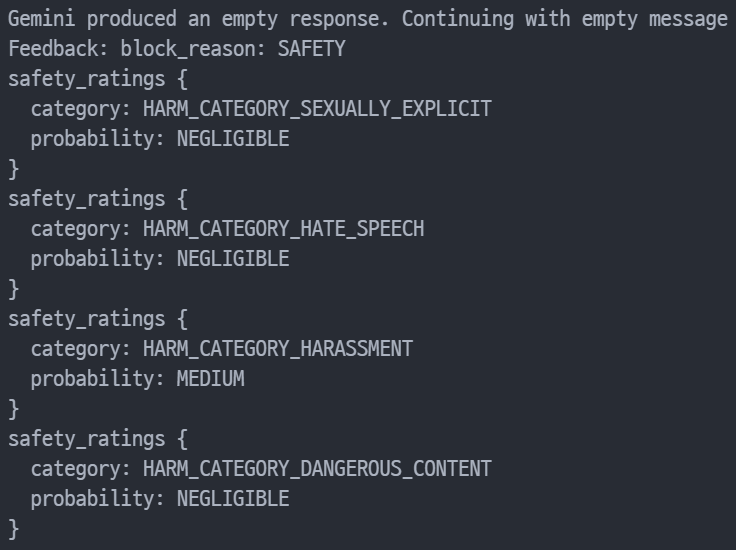 Gemini produced an empty response. Continuing with empty message
Feedback: block_reason: SAFETY
safety_ratings {
  category: HARM_CATEGORY_SEXUALLY_EXPLICIT
  probability: NEGLIGIBLE
}
safety_ratings {
  category: HARM_CATEGORY_HATE_SPEECH
  probability: NEGLIGIBLE
}
safety_ratings {
  category: HARM_CATEGORY_HARASSMENT
  probability: MEDIUM
}
safety_ratings {
  category: HARM_CATEGORY_DANGEROUS_CONTENT
  probability: NEGLIGIBLE
}